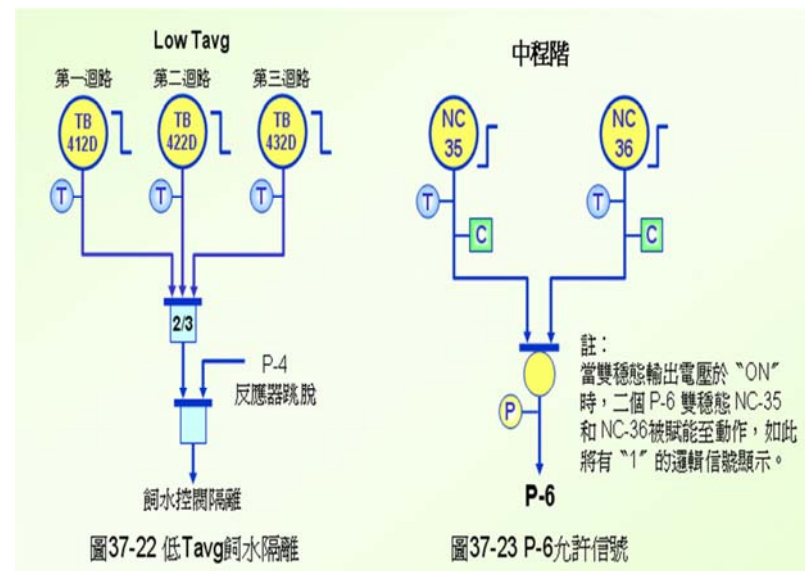 Low Tavg
第一迴路
第二迴路
第三迴路
TB
412D
TB
422D
TB
432D
T
T
T
2/3
P-4
反應器跳脫
飼水控閥隔離
圖37-22 低Tavg飼水隔離
中程階
NC
35
NC
36
T
T
C
C
P
P-6
註：
當雙穩態輸出電壓於〝ON〞
時，二個 P-6 雙穩態 NC-35
和 NC-36被賦能至動作，如此
將有〝1〞的邏輯信號顯示。
圖37-23 P-6允許信號